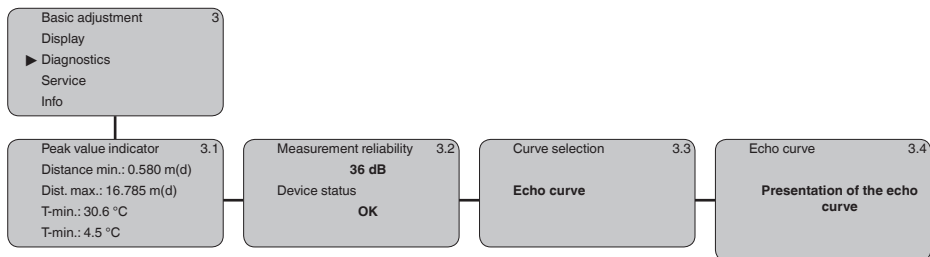 Basic adjustment 3
Display
▶ Diagnostics
Service
Info
Peak value indicator 3.1
Distance min.: 0.580 m(d)
Dist. max.: 16.785 m(d)
T-min.: 30.6 °C
T-min.: 4.5 °C
Measurement reliability 3.2
36 dB
Device status
OK
Curve selection 3.3
Echo curve
Echo curve 3.4
Presentation of the echo
curve